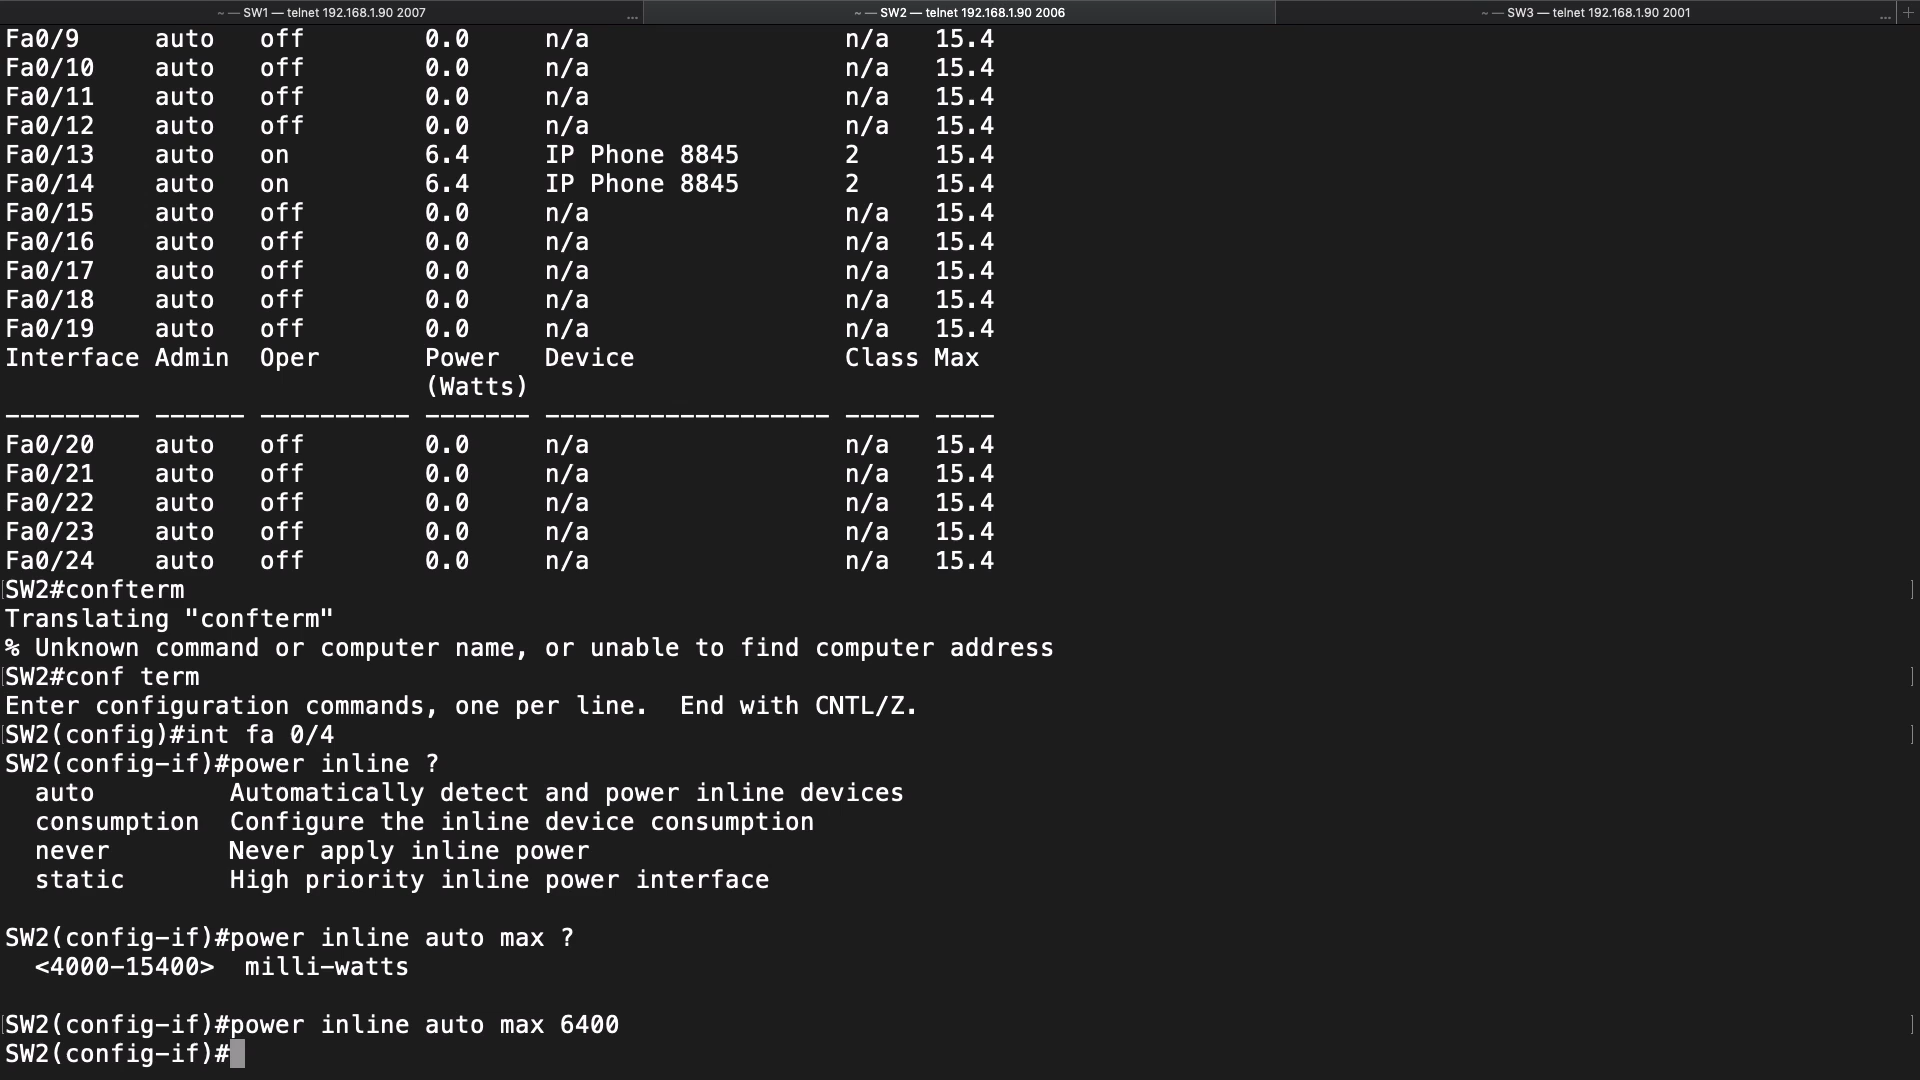 ~ — SW1 — telnet 192.168.1.90 2007 ... ~ — SW2 — telnet 192.168.1.90 2006 ~ — SW3 — telnet 192.168.1.90 2001 ... +
Fa0/9 auto off 0.0 n/a n/a 15.4
Fa0/10 auto off 0.0 n/a n/a 15.4
Fa0/11 auto off 0.0 n/a n/a 15.4
Fa0/12 auto off 0.0 n/a n/a 15.4
Fa0/13 auto on 6.4 IP Phone 8845 2 15.4
Fa0/14 auto on 6.4 IP Phone 8845 2 15.4
Fa0/15 auto off 0.0 n/a n/a 15.4
Fa0/16 auto off 0.0 n/a n/a 15.4
Fa0/17 auto off 0.0 n/a n/a 15.4
Fa0/18 auto off 0.0 n/a n/a 15.4
Fa0/19 auto off 0.0 n/a n/a 15.4
Interface Admin Oper Power Device Class Max
(Watts)
--------- ------ ---------- ------- ------------------- ----- ----
Fa0/20 auto off 0.0 n/a n/a 15.4
Fa0/21 auto off 0.0 n/a n/a 15.4
Fa0/22 auto off 0.0 n/a n/a 15.4
Fa0/23 auto off 0.0 n/a n/a 15.4
Fa0/24 auto off 0.0 n/a n/a 15.4
[SW2#confterm ]
Translating "confterm"
% Unknown command or computer name, or unable to find computer address
[SW2#conf term ]
Enter configuration commands, one per line. End with CNTL/Z.
[SW2(config)#int fa 0/4 ]
SW2(config-if)#power inline ?
auto Automatically detect and power inline devices
consumption Configure the inline device consumption
never Never apply inline power
static High priority inline power interface
SW2(config-if)#power inline auto max ?
<4000-15400> milli-watts
[SW2(config-if)#power inline auto max 6400 ]
SW2(config-if)#